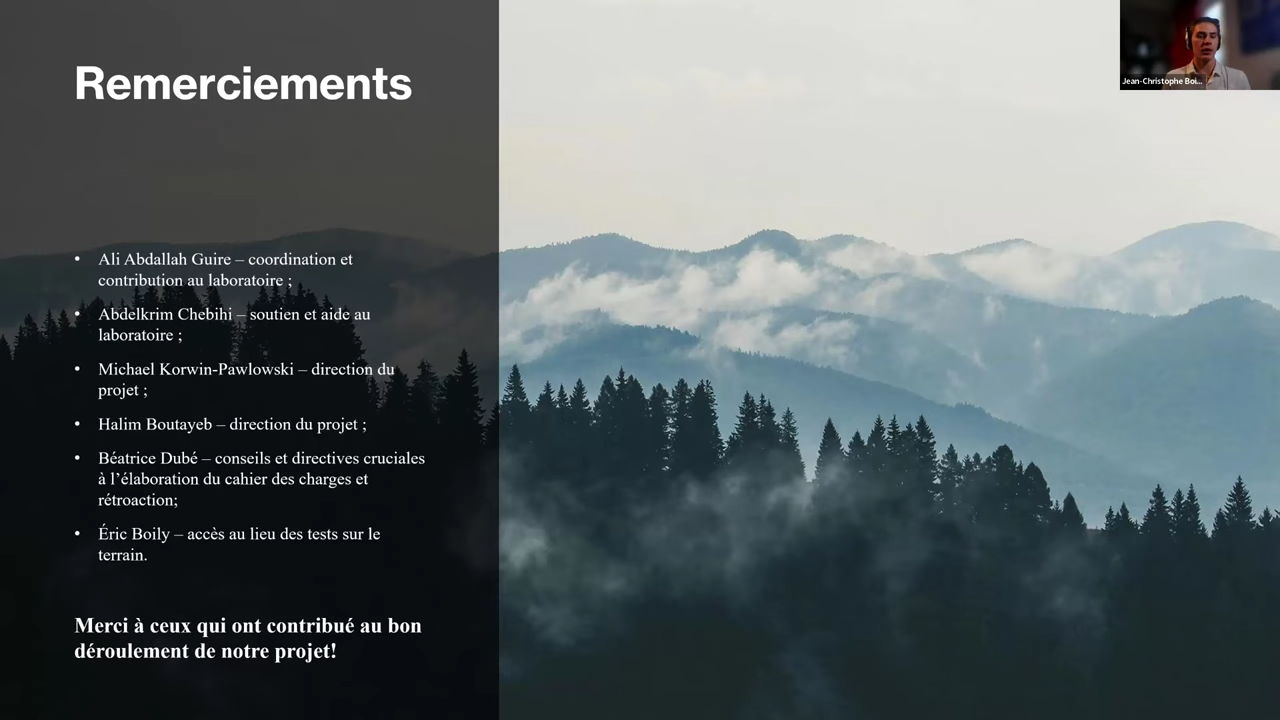 Remerciements
Jean-Christophe Boi...
• Ali Abdallah Guire – coordination et
contribution au laboratoire ;
• Abdelkrim Chebihi – soutien et aide au
laboratoire ;
• Michael Korwin-Pawlowski – direction du
projet ;
• Halim Boutayeb – direction du projet ;
• Béatrice Dubé – conseils et directives cruciales
à l’élaboration du cahier des charges et
rétroaction;
• Éric Boily – accès au lieu des tests sur le
terrain.
Merci à ceux qui ont contribué au bon
déroulement de notre projet!